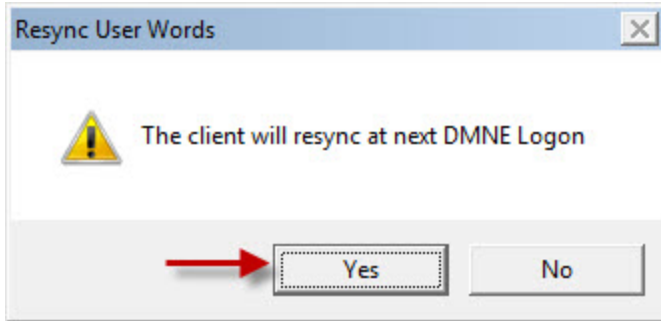 Resync User Words
The client will resync at next DMNE Logon
Yes
No